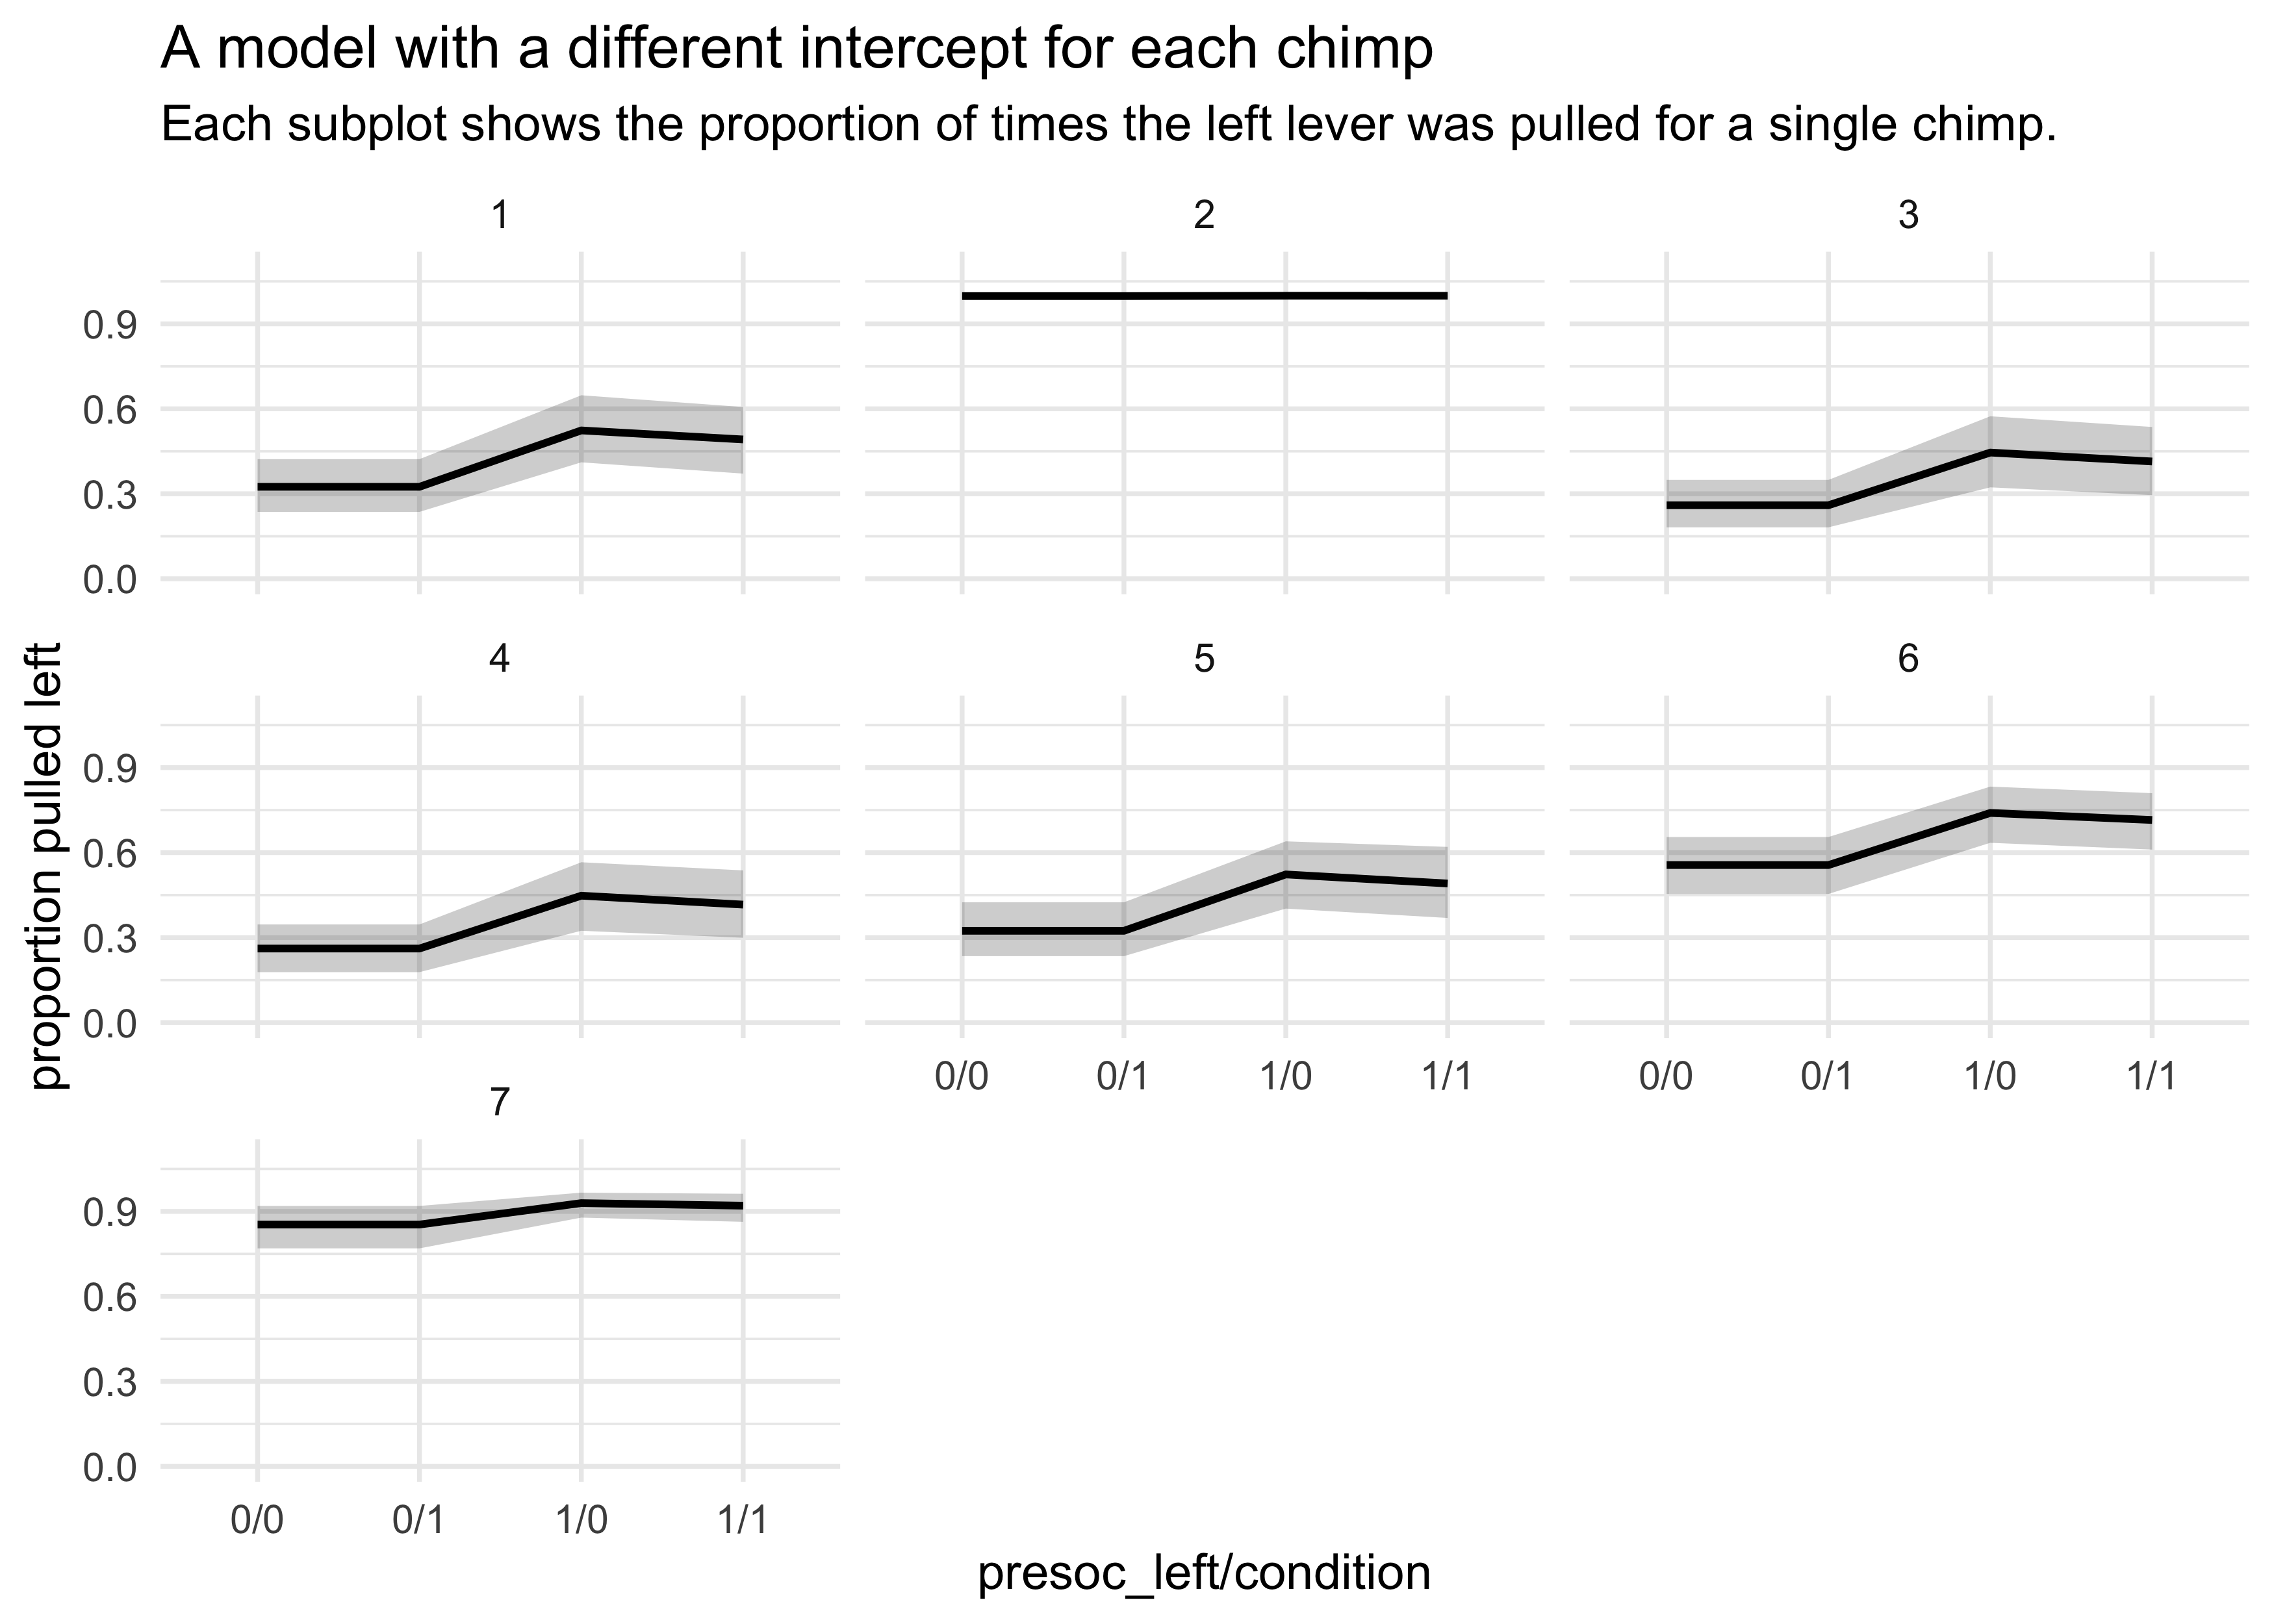 A model with a different intercept for each chimp
Each subplot shows the proportion of times the left lever was pulled for a single chimp.
1
2
3
0.9
0.6
0.3
0.0
4
5
6
0.9
0.6
0.3
0.0
0/0 0/1 1/0 1/1
0/0 0/1 1/0 1/1
7
0.9
0.6
0.3
0.0
0/0 0/1 1/0 1/1
proportion pulled left
presoc_left/condition